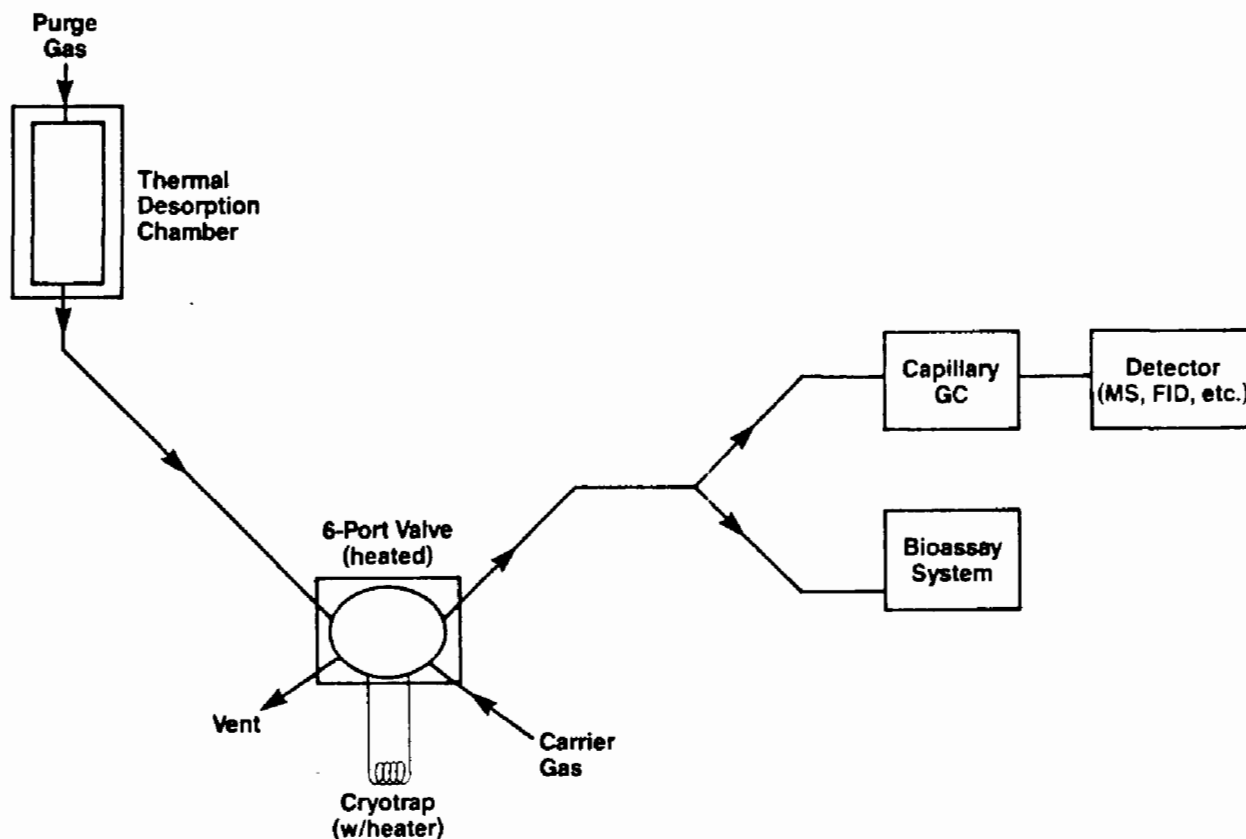 Purge
Gas
Thermal
Desorption
Chamber
Capillary
GC
Detector
(MS, FID, etc.)
6-Port Valve
(heated)
Bioassay
System
Vent
Carrier
Gas
Cryotrap
(w/heater)